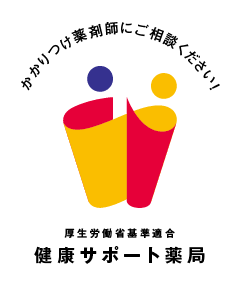 かかりつけ薬剤師にご相談ください!
厚生労働省基準適合
健康サポート薬局